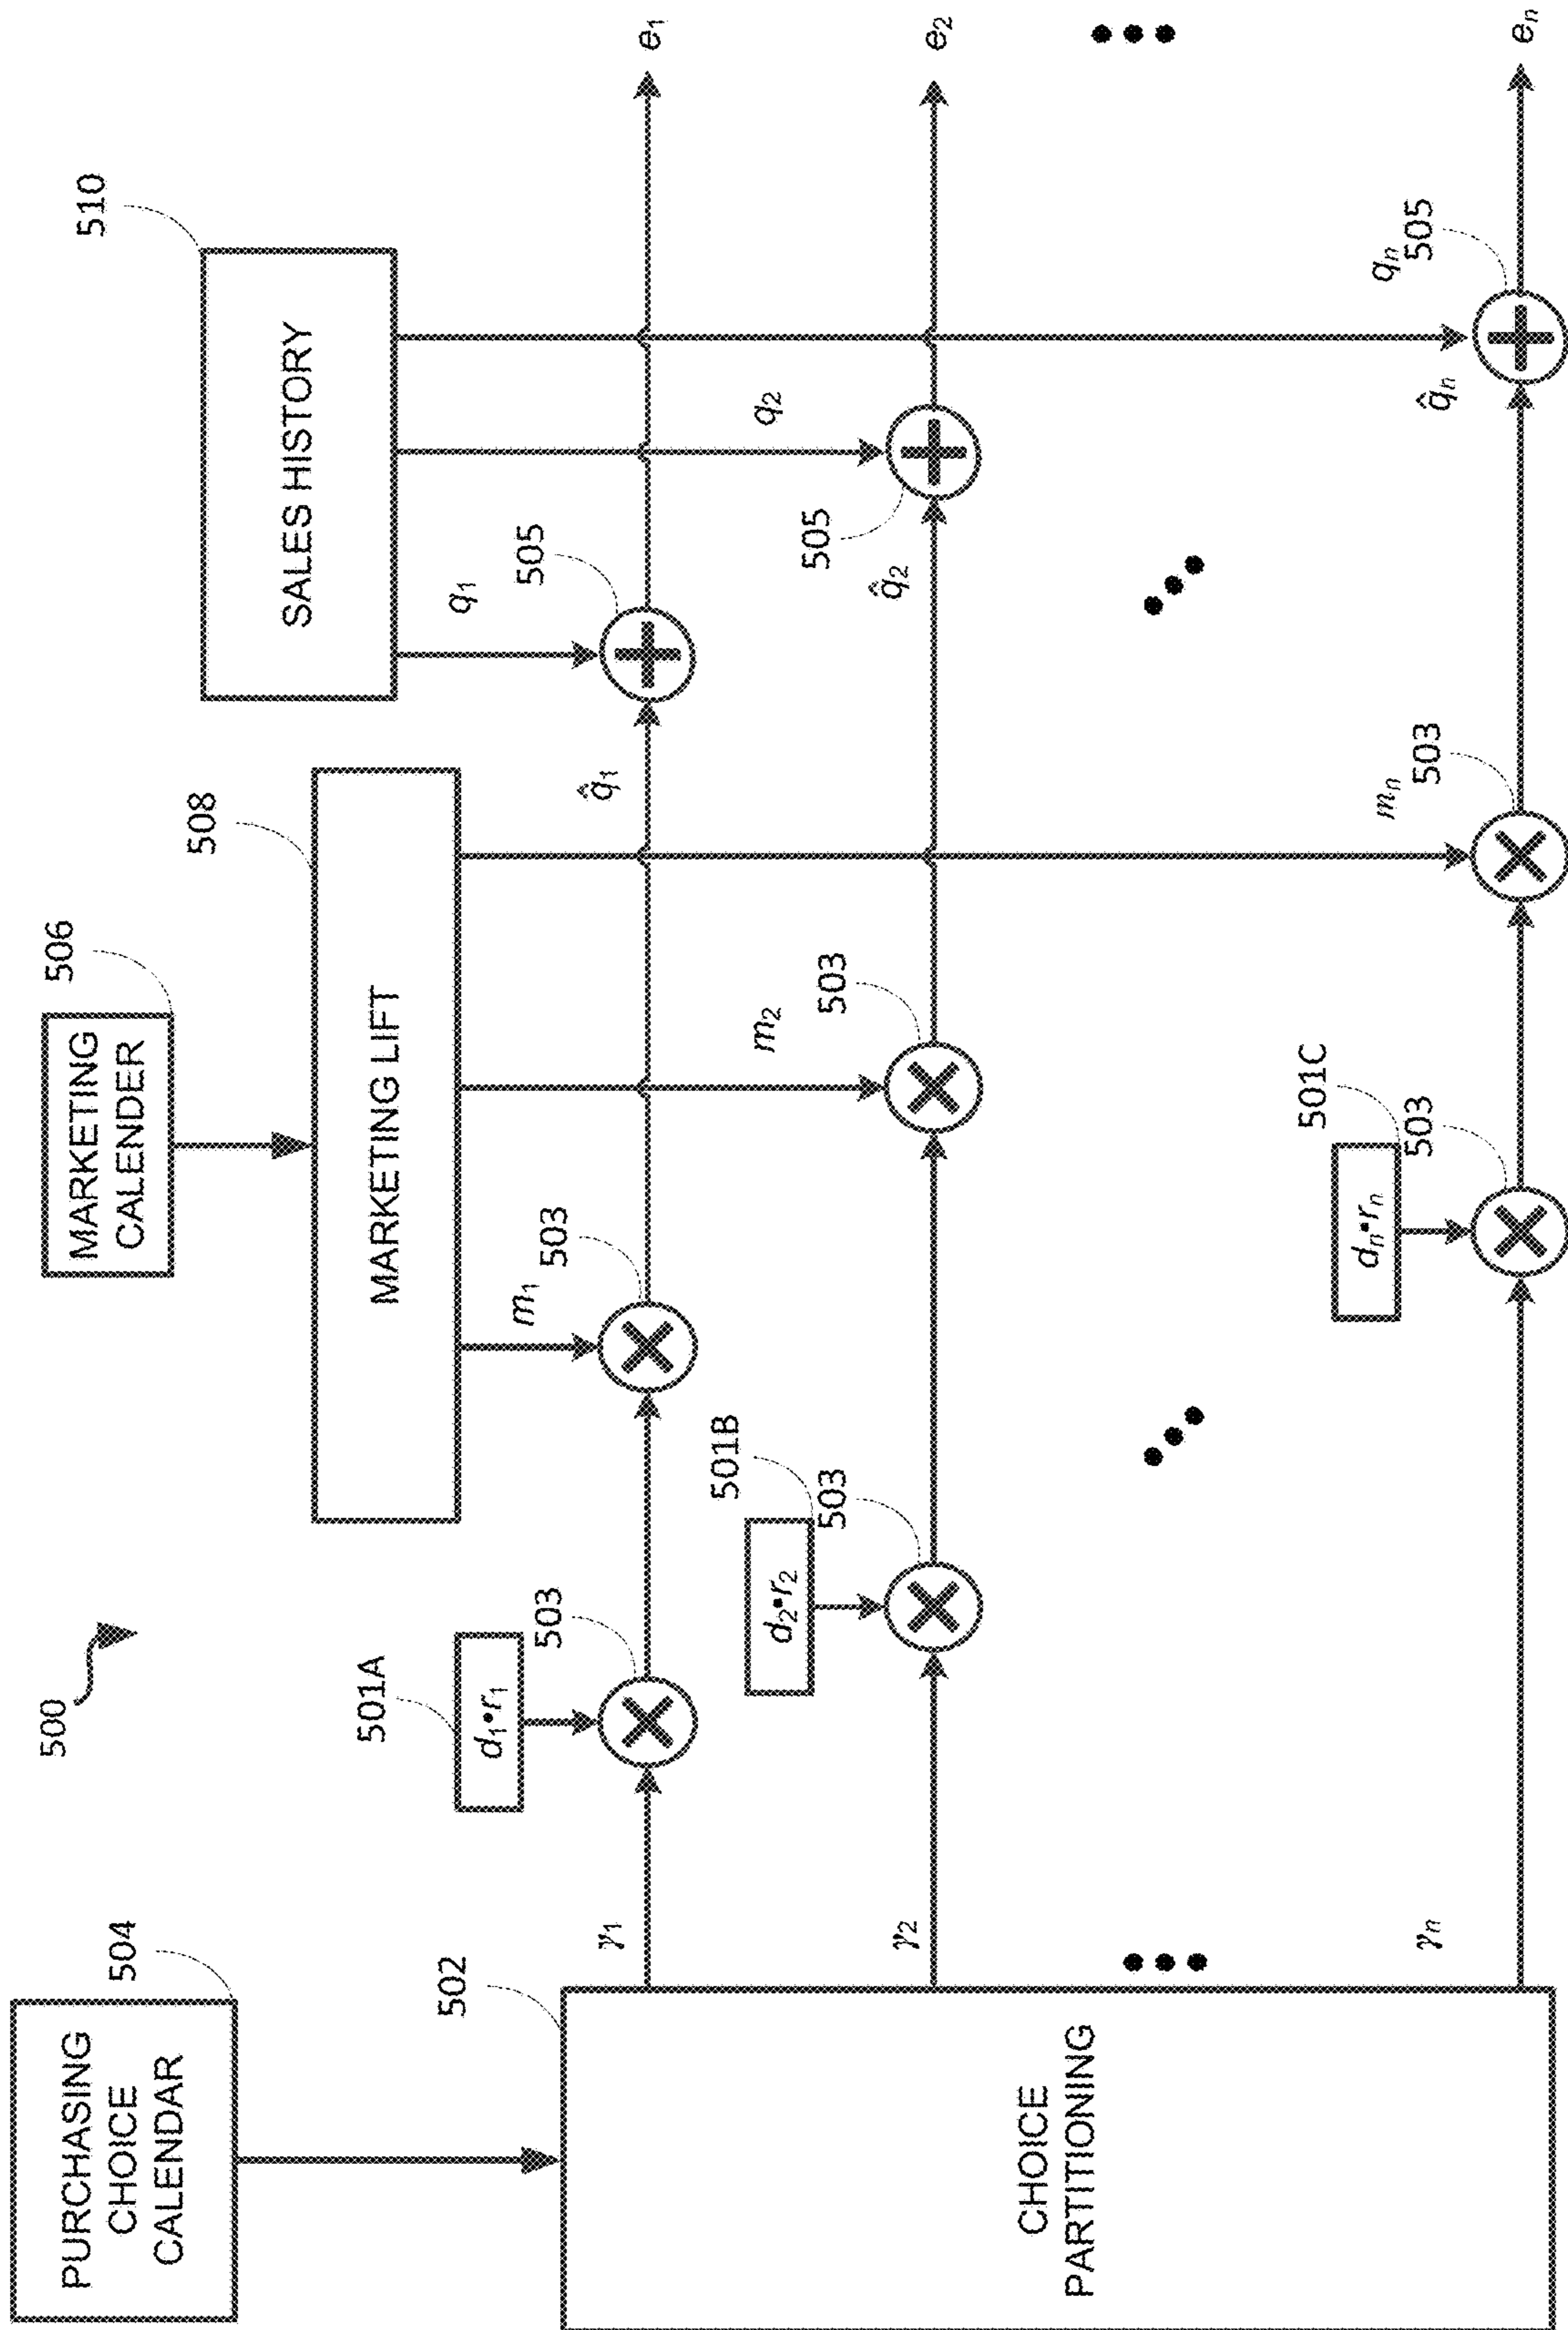 500
PURCHASING
CHOICE
CALENDAR
504
MARKETING
CALENDER
506
MARKETING LIFT
508
SALES HISTORY
510
CHOICE
PARTITIONING
502
γ1
501A
d1•r1
503
m1
503
q̂1
q1
505
e1
γ2
501B
d2•r2
503
m2
503
q̂2
q2
505
e2
γn
501C
dn•rn
503
mn
503
q̂n
qn
505
en